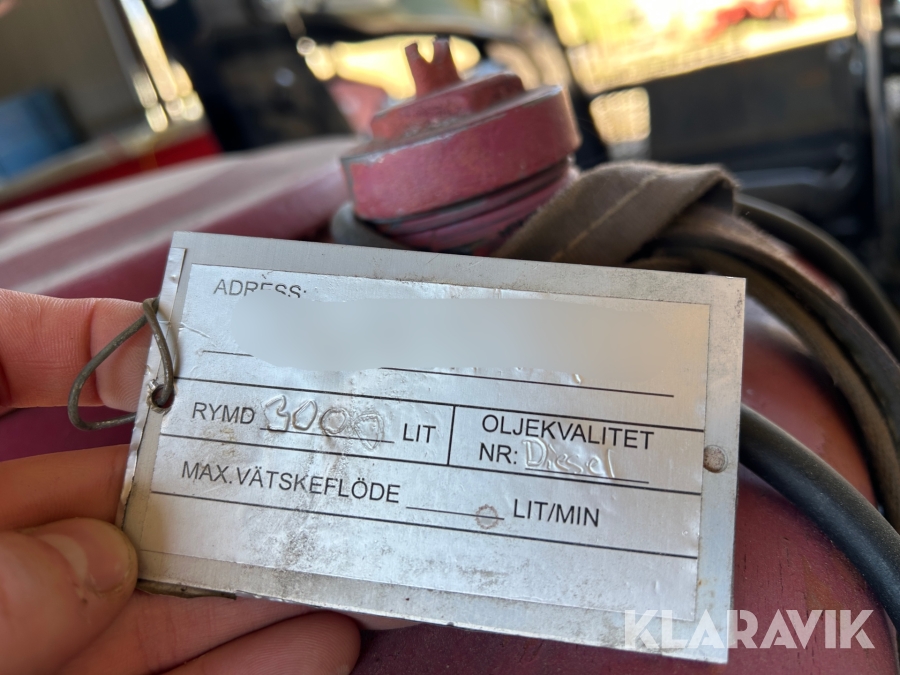 ADRESS:
RYMD 3000 LIT
OLJEKVALITET
NR: Diesel
MAX. VÄTSKEFLÖDE LIT/MIN
KLARAVIK